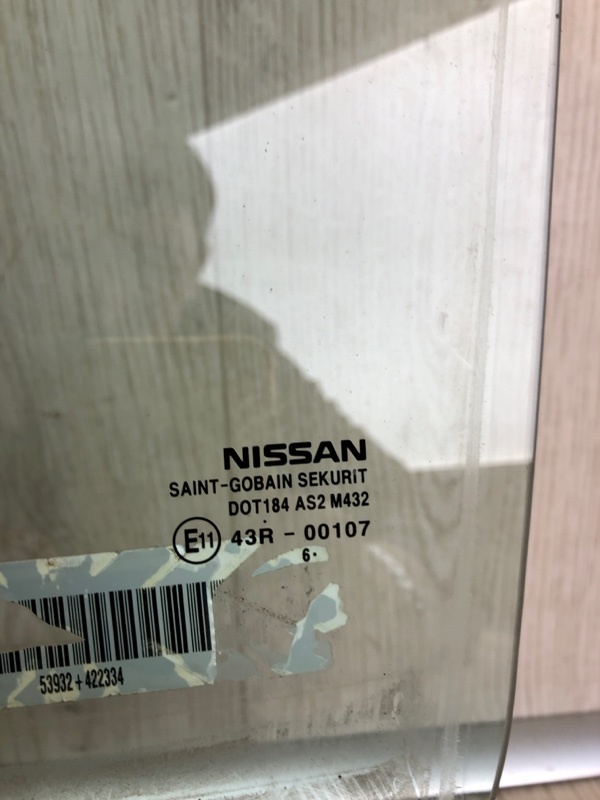 NISSAN
SAINT-GOBAIN SEKURIT
DOT184 AS2 M432
E11 43R - 00107
6·
53932+422334